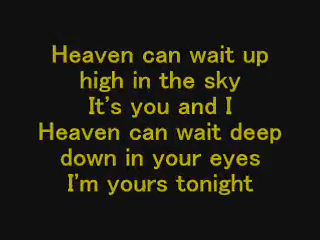 Heaven can wait up
high in the sky
It's you and I
Heaven can wait deep
down in your eyes
I'm yours tonight